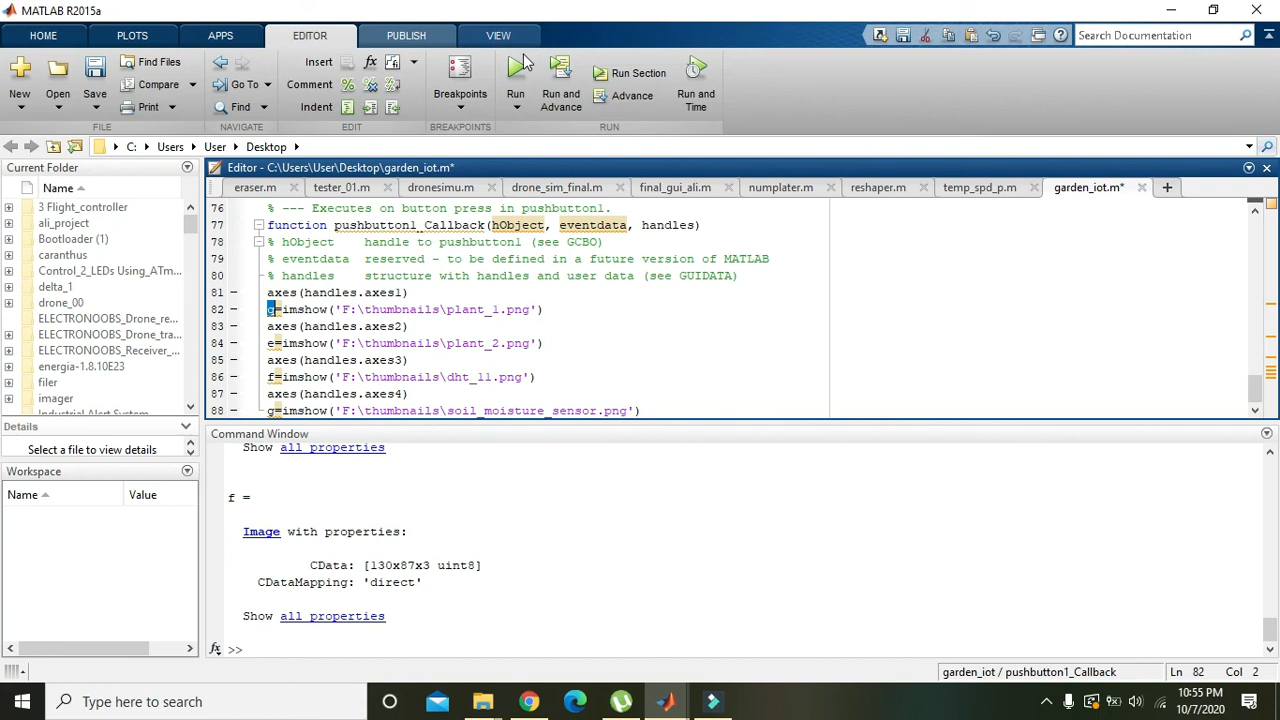 MATLAB R2015a
HOME PLOTS APPS EDITOR PUBLISH VIEW Search Documentation
New Open Save Find Files Compare Print Go To Find Insert Comment Indent fx Breakpoints Run Run and Advance Run Section Advance Run and Time
FILE NAVIGATE EDIT BREAKPOINTS RUN
C: Users User Desktop
Current Folder
Name
3 Flight_controller
ali_project
Bootloader (1)
caranthus
Control_2_LEDs Using_ATm...
delta_1
drone_00
ELECTRONOOBS_Drone_re...
ELECTRONOOBS_Drone_tra...
ELECTRONOOBS_Receiver_...
energia-1.8.10E23
filer
imager
Industrial Alert System
Details
Select a file to view details
Workspace
Name Value
Editor - C:\Users\User\Desktop\garden_iot.m*
eraser.m tester_01.m dronesimu.m drone_sim_final.m final_gui_ali.m numplater.m reshaper.m temp_spd_p.m garden_iot.m*
76 % --- Executes on button press in pushbutton1.
77 function pushbutton1_Callback(hObject, eventdata, handles)
78 % hObject    handle to pushbutton1 (see GCBO)
79 % eventdata  reserved - to be defined in a future version of MATLAB
80 % handles    structure with handles and user data (see GUIDATA)
81 - axes(handles.axes1)
82 - g=imshow('F:\thumbnails\plant_1.png')
83 - axes(handles.axes2)
84 - e=imshow('F:\thumbnails\plant_2.png')
85 - axes(handles.axes3)
86 - f=imshow('F:\thumbnails\dht_11.png')
87 - axes(handles.axes4)
88 - g=imshow('F:\thumbnails\soil_moisture_sensor.png')
Command Window
Show all properties
f =
Image with properties:
CData: [130x87x3 uint8]
CDataMapping: 'direct'
Show all properties
fx >>
garden_iot / pushbutton1_Callback Ln 82 Col 2
Type here to search
10:55 PM
10/7/2020